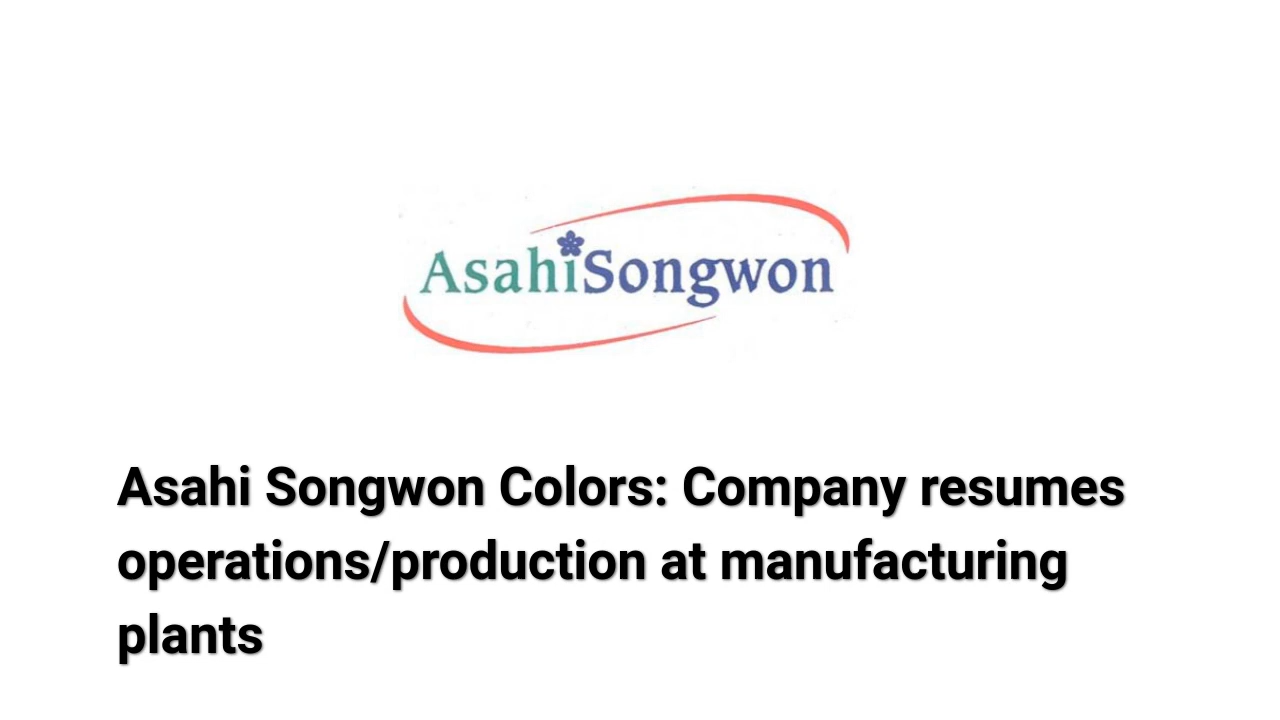 AsahiSongwon
Asahi Songwon Colors: Company resumes
operations/production at manufacturing
plants